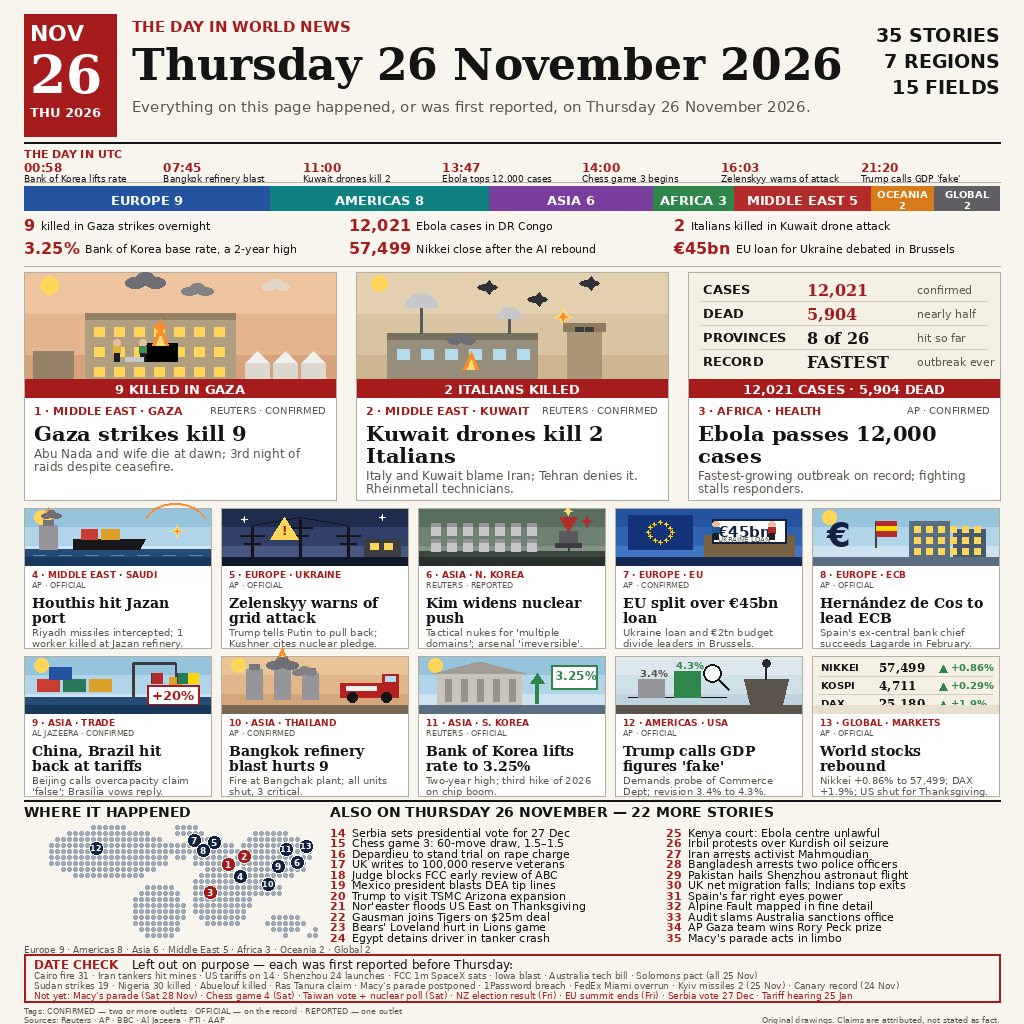 NOV
26
THU 2026
THE DAY IN WORLD NEWS
Thursday 26 November 2026
Everything on this page happened, or was first reported, on Thursday 26 November 2026.
35 STORIES
7 REGIONS
15 FIELDS
THE DAY IN UTC
00:58 07:45 11:00 13:47 14:00 16:03 21:20
Bank of Korea lifts rate Bangkok refinery blast Kuwait drones kill 2 Ebola tops 12,000 cases Chess game 3 begins Zelenskyy warns of attack Trump calls GDP 'fake'
EUROPE 9 AMERICAS 8 ASIA 6 AFRICA 3 MIDDLE EAST 5 OCEANIA 2 GLOBAL 2
9 killed in Gaza strikes overnight 12,021 Ebola cases in DR Congo 2 Italians killed in Kuwait drone attack
3.25% Bank of Korea base rate, a 2-year high 57,499 Nikkei close after the AI rebound €45bn EU loan for Ukraine debated in Brussels
9 KILLED IN GAZA
1 · MIDDLE EAST · GAZA REUTERS · CONFIRMED
Gaza strikes kill 9
Abu Nada and wife die at dawn; 3rd night of
raids despite ceasefire.
2 ITALIANS KILLED
2 · MIDDLE EAST · KUWAIT REUTERS · CONFIRMED
Kuwait drones kill 2
Italians
Italy and Kuwait blame Iran; Tehran denies it.
Rheinmetall technicians.
CASES 12,021 confirmed
DEAD 5,904 nearly half
PROVINCES 8 of 26 hit so far
RECORD FASTEST outbreak ever
12,021 CASES · 5,904 DEAD
3 · AFRICA · HEALTH AP · CONFIRMED
Ebola passes 12,000
cases
Fastest-growing outbreak on record; fighting
stalls responders.
4 · MIDDLE EAST · SAUDI
AP · OFFICIAL
Houthis hit Jazan
port
Riyadh missiles intercepted; 1
worker killed at Jazan refinery.
!
5 · EUROPE · UKRAINE
AP · OFFICIAL
Zelenskyy warns of
grid attack
Trump tells Putin to pull back;
Kushner cites nuclear pledge.
6 · ASIA · N. KOREA
REUTERS · REPORTED
Kim widens nuclear
push
Tactical nukes for 'multiple
domains'; arsenal 'irreversible'.
€45bn
UKRAINE LOAN
7 · EUROPE · EU
AP · CONFIRMED
EU split over €45bn
loan
Ukraine loan and €2tn budget
divide leaders in Brussels.
€
8 · EUROPE · ECB
AP · OFFICIAL
Hernández de Cos to
lead ECB
Spain's ex-central bank chief
succeeds Lagarde in February.
+20%
9 · ASIA · TRADE
AL JAZEERA · CONFIRMED
China, Brazil hit
back at tariffs
Beijing calls overcapacity claim
'false'; Brasília vows reply.
10 · ASIA · THAILAND
AP · CONFIRMED
Bangkok refinery
blast hurts 9
Fire at Bangchak plant; all units
shut, 3 critical.
3.25%
11 · ASIA · S. KOREA
REUTERS · OFFICIAL
Bank of Korea lifts
rate to 3.25%
Two-year high; third hike of 2026
on chip boom.
3.4% 4.3%
12 · AMERICAS · USA
AP · OFFICIAL
Trump calls GDP
figures 'fake'
Demands probe of Commerce
Dept; revision 3.4% to 4.3%.
NIKKEI 57,499 ▲ +0.86%
KOSPI 4,711 ▲ +0.29%
DAX 25,180 ▲ +1.9%
13 · GLOBAL · MARKETS
AP · OFFICIAL
World stocks
rebound
Nikkei +0.86% to 57,499; DAX
+1.9%; US shut for Thanksgiving.
WHERE IT HAPPENED
12 7 5 8 1 2 4 3 11 13 6 9 10
Europe 9 · Americas 8 · Asia 6 · Middle East 5 · Africa 3 · Oceania 2 · Global 2
ALSO ON THURSDAY 26 NOVEMBER — 22 MORE STORIES
14 Serbia sets presidential vote for 27 Dec
15 Chess game 3: 60-move draw, 1.5–1.5
16 Depardieu to stand trial on rape charge
17 UK writes to 100,000 reserve veterans
18 Judge blocks FCC early review of ABC
19 Mexico president blasts DEA tip lines
20 Trump to visit TSMC Arizona expansion
21 Nor'easter floods US East on Thanksgiving
22 Gausman joins Tigers on $25m deal
23 Bears' Loveland hurt in Lions game
24 Egypt detains driver in tanker crash
25 Kenya court: Ebola centre unlawful
26 Irbil protests over Kurdish oil seizure
27 Iran arrests activist Mahmoudian
28 Bangladesh arrests two police officers
29 Pakistan hails Shenzhou astronaut flight
30 UK net migration falls; Indians top exits
31 Spain's far right eyes power
32 Alpine Fault mapped in fine detail
33 Audit slams Australia sanctions office
34 AP Gaza team wins Rory Peck prize
35 Macy's parade acts in limbo
DATE CHECK Left out on purpose — each was first reported before Thursday:
Cairo fire 31 · Iran tankers hit mines · US tariffs on 14 · Shenzhou 24 launches · FCC 1m SpaceX sats · Iowa blast · Australia tech bill · Solomons pact (all 25 Nov)
Sudan strikes 19 · Nigeria 30 killed · Abuelouf killed · Ras Tanura claim · Macy's parade postponed · 1Password breach · FedEx Miami overrun · Kyiv missiles 2 (25 Nov) · Canary record (24 Nov)
Not yet: Macy's parade (Sat 28 Nov) · Chess game 4 (Sat) · Taiwan vote + nuclear poll (Sat) · NZ election result (Fri) · EU summit ends (Fri) · Serbia vote 27 Dec · Tariff hearing 25 Jan
Tags: CONFIRMED — two or more outlets · OFFICIAL — on the record · REPORTED — one outlet
Sources: Reuters · AP · BBC · Al Jazeera · PTI · AAP
Original drawings. Claims are attributed, not stated as fact.